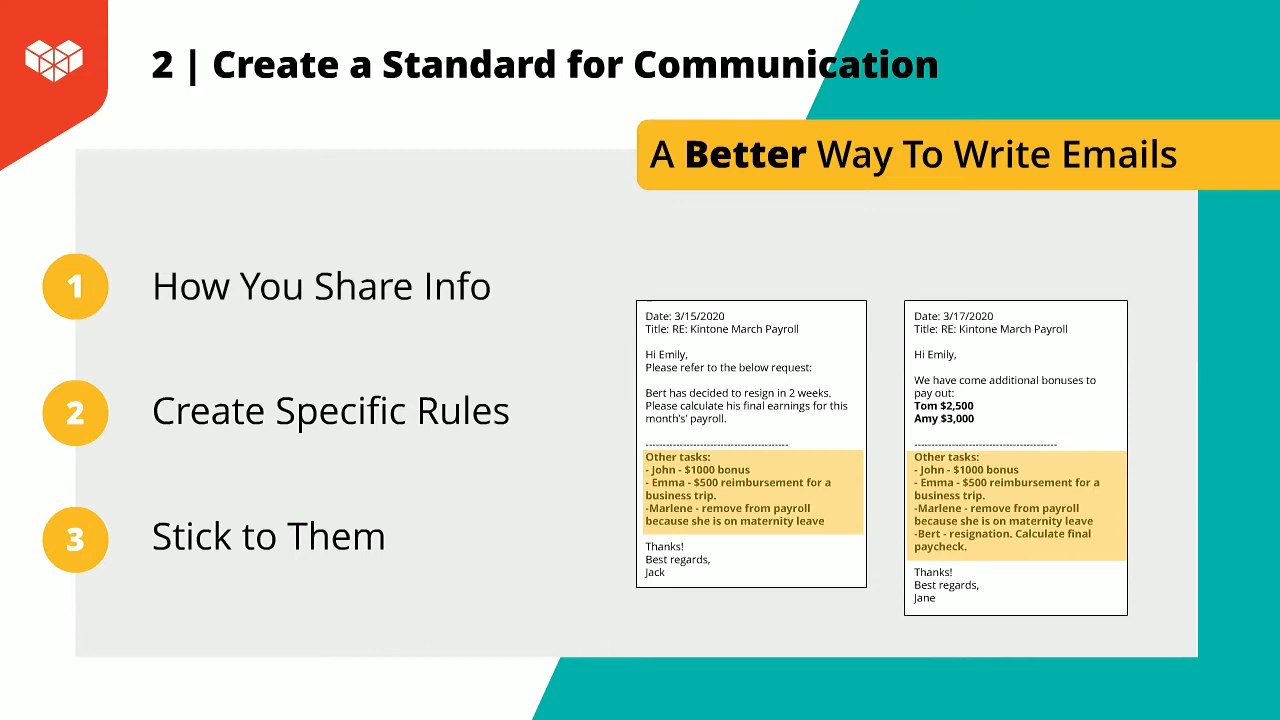 2 | Create a Standard for Communication
A Better Way To Write Emails
1
How You Share Info
2
Create Specific Rules
3
Stick to Them
Date: 3/15/2020
Title: RE: Kintone March Payroll
Hi Emily,
Please refer to the below request:
Bert has decided to resign in 2 weeks.
Please calculate his final earnings for this
month's' payroll.
------------------------------------------
Other tasks:
- John - $1000 bonus
- Emma - $500 reimbursement for a
business trip.
-Marlene - remove from payroll
because she is on maternity leave
Thanks!
Best regards,
Jack
Date: 3/17/2020
Title: RE: Kintone March Payroll
Hi Emily,
We have come additional bonuses to
pay out:
Tom $2,500
Amy $3,000
------------------------------------------
Other tasks:
- John - $1000 bonus
- Emma - $500 reimbursement for a
business trip.
-Marlene - remove from payroll
because she is on maternity leave
-Bert - resignation. Calculate final
paycheck.
Thanks!
Best regards,
Jane